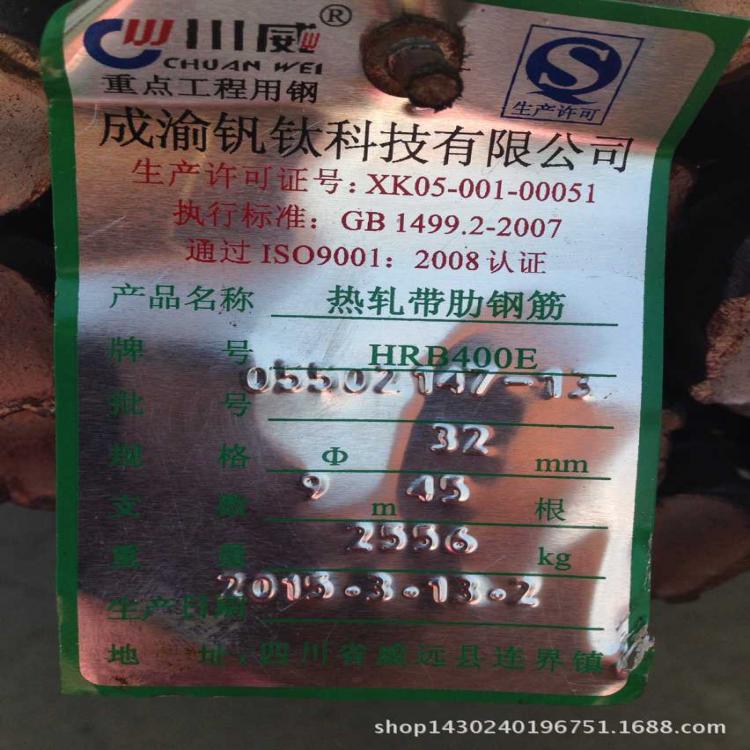 川威®
CHUAN WEI
重点工程用钢
生产许可
成渝钒钛科技有限公司
生产许可证号：XK05-001-00051
执行标准：GB 1499.2-2007
通过 ISO9001：2008 认证
产品名称 热轧带肋钢筋
牌 号 HRB400E
批 号 05502147-13
规 格 Φ 32 mm
支 数 9 m 45 根
重 量 2556 kg
生产日期 2015.3.13.2
地 址：四川省威远县连界镇
shop1430240196751.1688.com